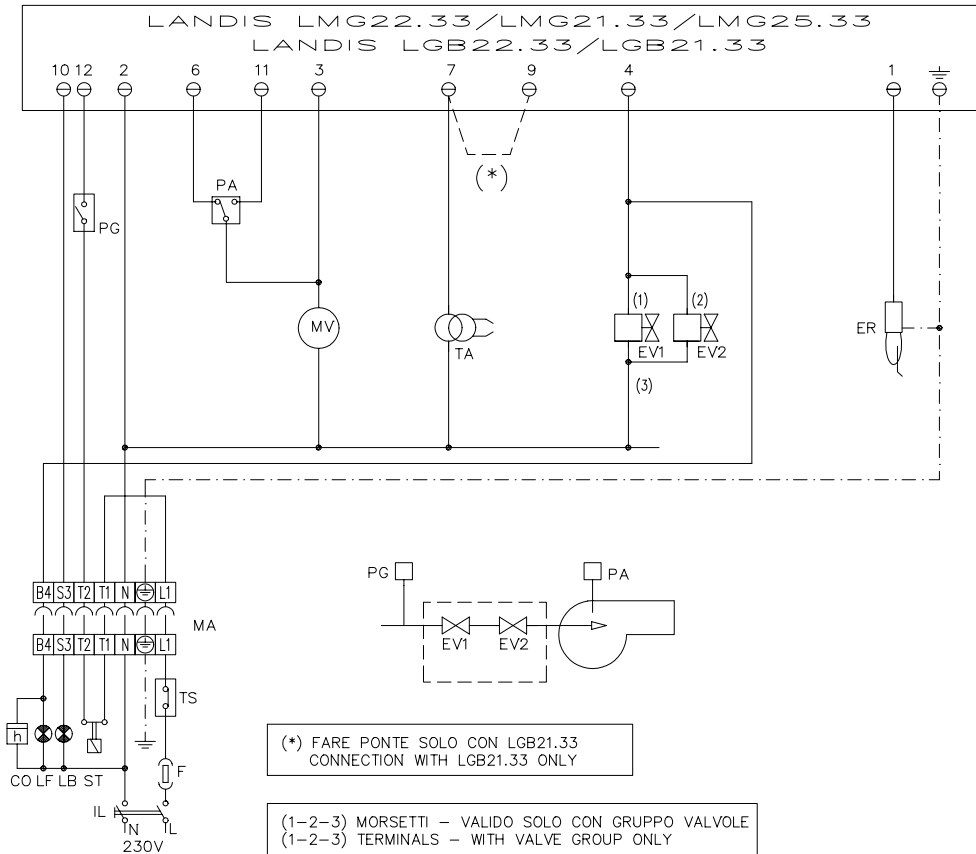 LANDIS LMG22.33/LMG21.33/LMG25.33
LANDIS LGB22.33/LGB21.33
10 12 2 6 11 3 7 9 4 1
(*)
PA
PG
(1) (2)
MV
TA
EV1 EV2
ER
(3)
B4 S3 T2 T1 N L1
MA
B4 S3 T2 T1 N L1
PG
PA
EV1 EV2
TS
h
CO LF LB ST
F
IL
N L
230V
(*) FARE PONTE SOLO CON LGB21.33
CONNECTION WITH LGB21.33 ONLY
(1-2-3) MORSETTI - VALIDO SOLO CON GRUPPO VALVOLE
(1-2-3) TERMINALS - WITH VALVE GROUP ONLY